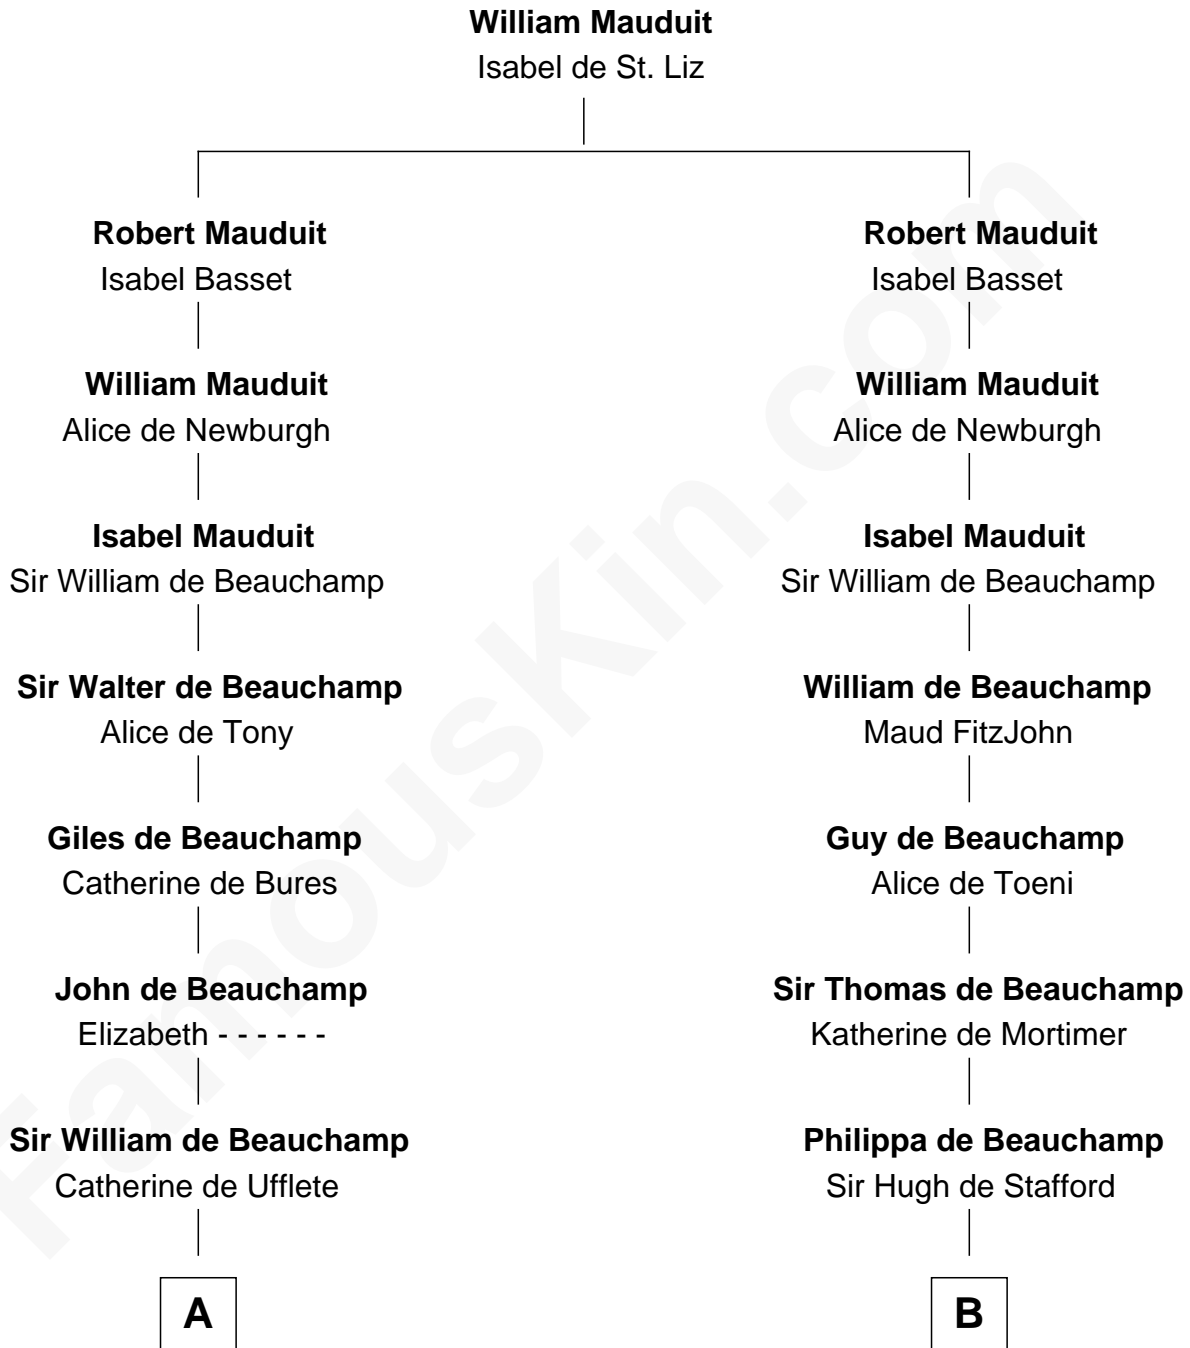 William Mauduit
Isabel de St. Liz
Robert Mauduit
Isabel Basset
William Mauduit
Alice de Newburgh
Isabel Mauduit
Sir William de Beauchamp
Sir Walter de Beauchamp
Alice de Tony
Giles de Beauchamp
Catherine de Bures
John de Beauchamp
Elizabeth - - - - - -
Sir William de Beauchamp
Catherine de Ufflete
A
Robert Mauduit
Isabel Basset
William Mauduit
Alice de Newburgh
Isabel Mauduit
Sir William de Beauchamp
William de Beauchamp
Maud FitzJohn
Guy de Beauchamp
Alice de Toeni
Sir Thomas de Beauchamp
Katherine de Mortimer
Philippa de Beauchamp
Sir Hugh de Stafford
B
FamousKin.com